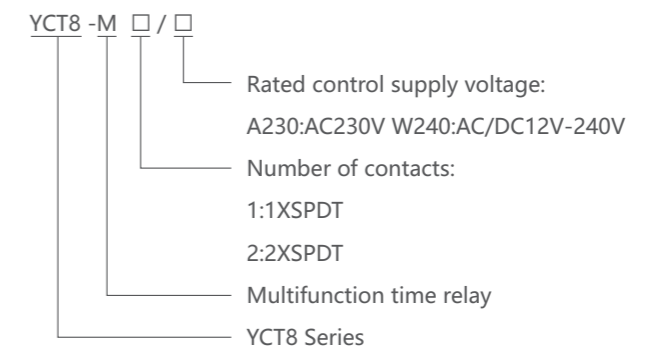 YCT8 -M □ / □
Rated control supply voltage:
A230:AC230V W240:AC/DC12V-240V
Number of contacts:
1:1XSPDT
2:2XSPDT
Multifunction time relay
YCT8 Series